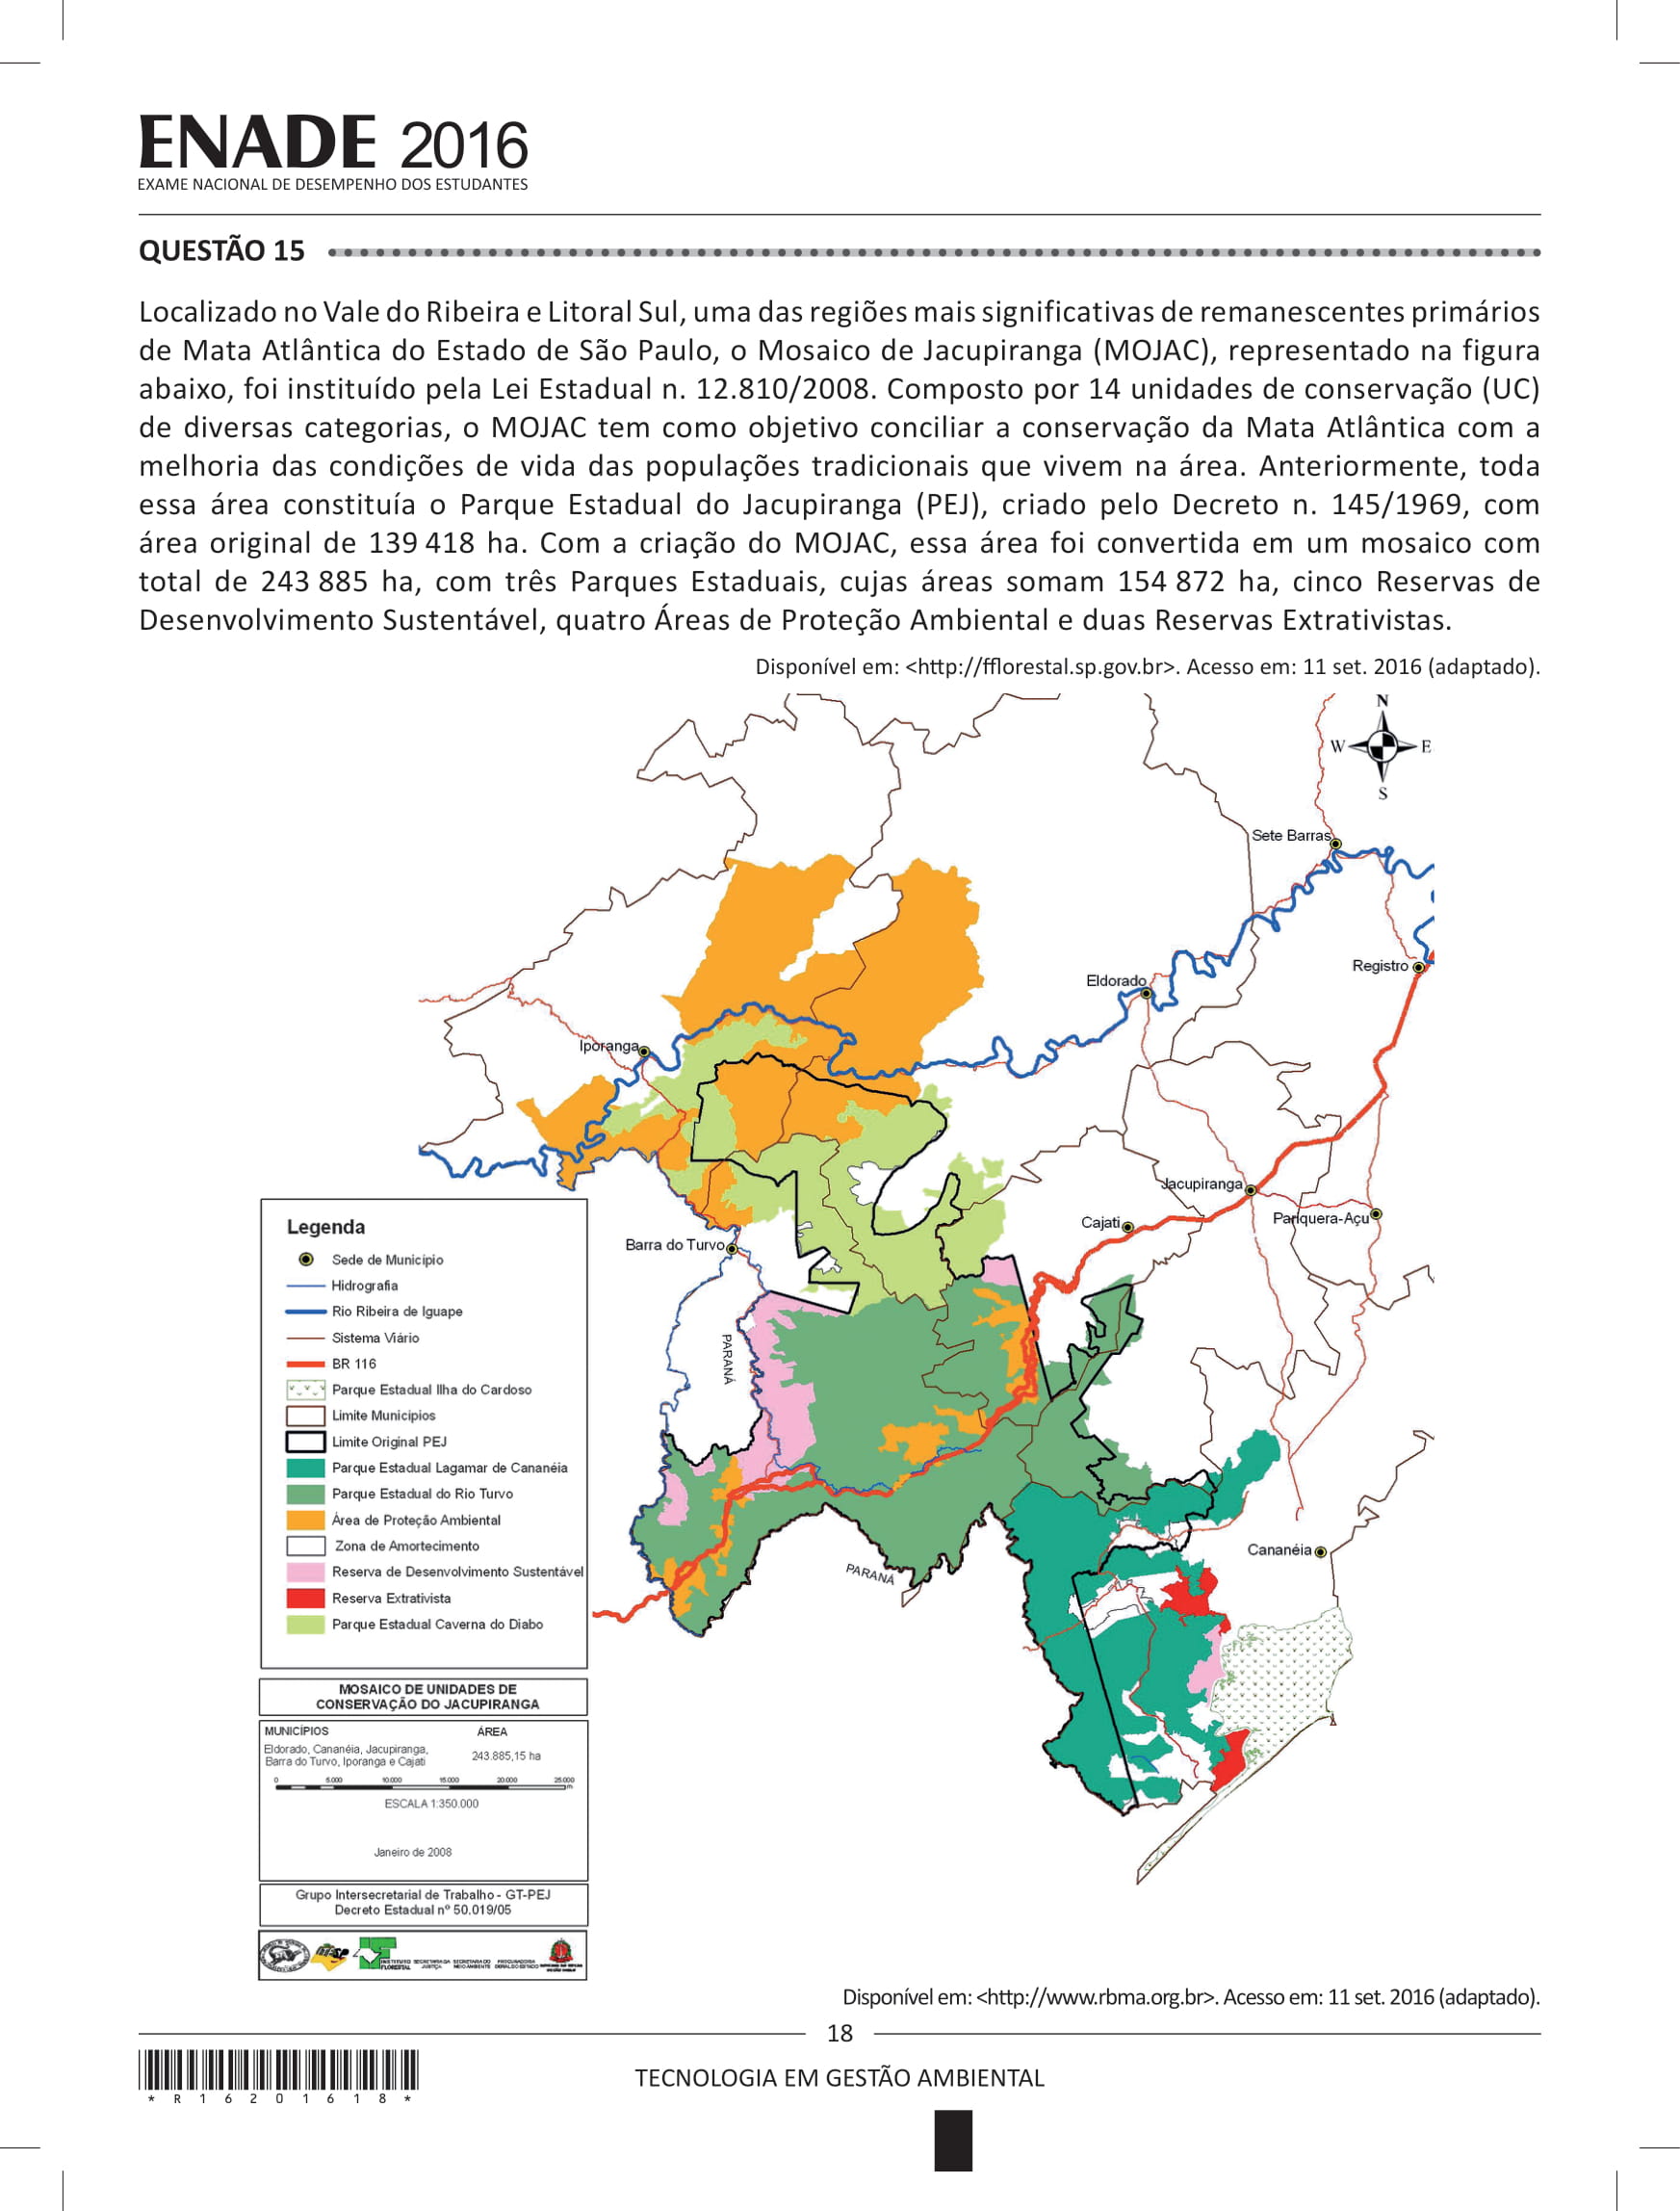 ENADE 2016
EXAME NACIONAL DE DESEMPENHO DOS ESTUDANTES
QUESTÃO 15
Localizado no Vale do Ribeira e Litoral Sul, uma das regiões mais significativas de remanescentes primários
de Mata Atlântica do Estado de São Paulo, o Mosaico de Jacupiranga (MOJAC), representado na figura
abaixo, foi instituído pela Lei Estadual n. 12.810/2008. Composto por 14 unidades de conservação (UC)
de diversas categorias, o MOJAC tem como objetivo conciliar a conservação da Mata Atlântica com a
melhoria das condições de vida das populações tradicionais que vivem na área. Anteriormente, toda
essa área constituía o Parque Estadual do Jacupiranga (PEJ), criado pelo Decreto n. 145/1969, com
área original de 139 418 ha. Com a criação do MOJAC, essa área foi convertida em um mosaico com
total de 243 885 ha, com três Parques Estaduais, cujas áreas somam 154 872 ha, cinco Reservas de
Desenvolvimento Sustentável, quatro Áreas de Proteção Ambiental e duas Reservas Extrativistas.
Disponível em: <http://fflorestal.sp.gov.br>. Acesso em: 11 set. 2016 (adaptado).
N
W E
S
Sete Barras
Registro
Eldorado
Iporanga
Jacupiranga
Pariquera-Açu
Cajati
Barra do Turvo
PARANÁ
PARANÁ
Cananéia
Legenda
Sede de Município
Hidrografia
Rio Ribeira de Iguape
Sistema Viário
BR 116
Parque Estadual Ilha do Cardoso
Limite Municípios
Limite Original PEJ
Parque Estadual Lagamar de Cananéia
Parque Estadual do Rio Turvo
Área de Proteção Ambiental
Zona de Amortecimento
Reserva de Desenvolvimento Sustentável
Reserva Extrativista
Parque Estadual Caverna do Diabo
MOSAICO DE UNIDADES DE
CONSERVAÇÃO DO JACUPIRANGA
MUNICÍPIOS ÁREA
Eldorado, Cananéia, Jacupiranga,
Barra do Turvo, Iporanga e Cajati
243.885,15 ha
0 5.000 10.000 15.000 20.000 25.000
m
ESCALA 1:350.000
Janeiro de 2008
Grupo Intersecretarial de Trabalho - GT-PEJ
Decreto Estadual nº 50.019/05
Disponível em: <http://www.rbma.org.br>. Acesso em: 11 set. 2016 (adaptado).
18
TECNOLOGIA EM GESTÃO AMBIENTAL
* R 1 6 2 0 1 6 1 8 *